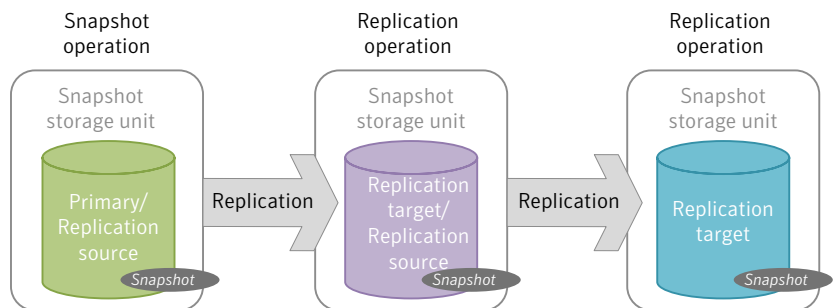 Snapshot
operation
Replication
operation
Replication
operation
Snapshot
storage unit
Snapshot
storage unit
Snapshot
storage unit
Primary/
Replication
source
Replication
Replication
target/
Replication
source
Replication
Replication
target
Snapshot
Snapshot
Snapshot